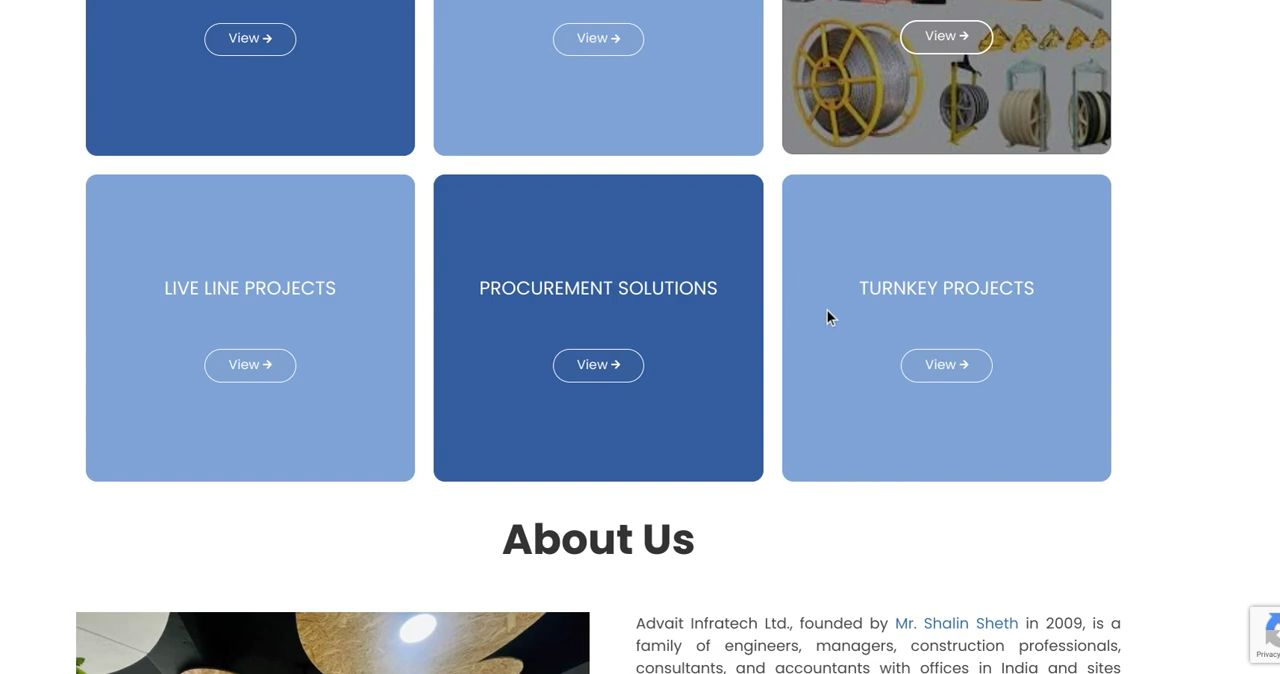 View → View → View →
LIVE LINE PROJECTS PROCUREMENT SOLUTIONS TURNKEY PROJECTS
View → View → View →
About Us
Advait Infratech Ltd., founded by Mr. Shalin Sheth in 2009, is a
family of engineers, managers, construction professionals,
consultants, and accountants with offices in India and sites
Privacy